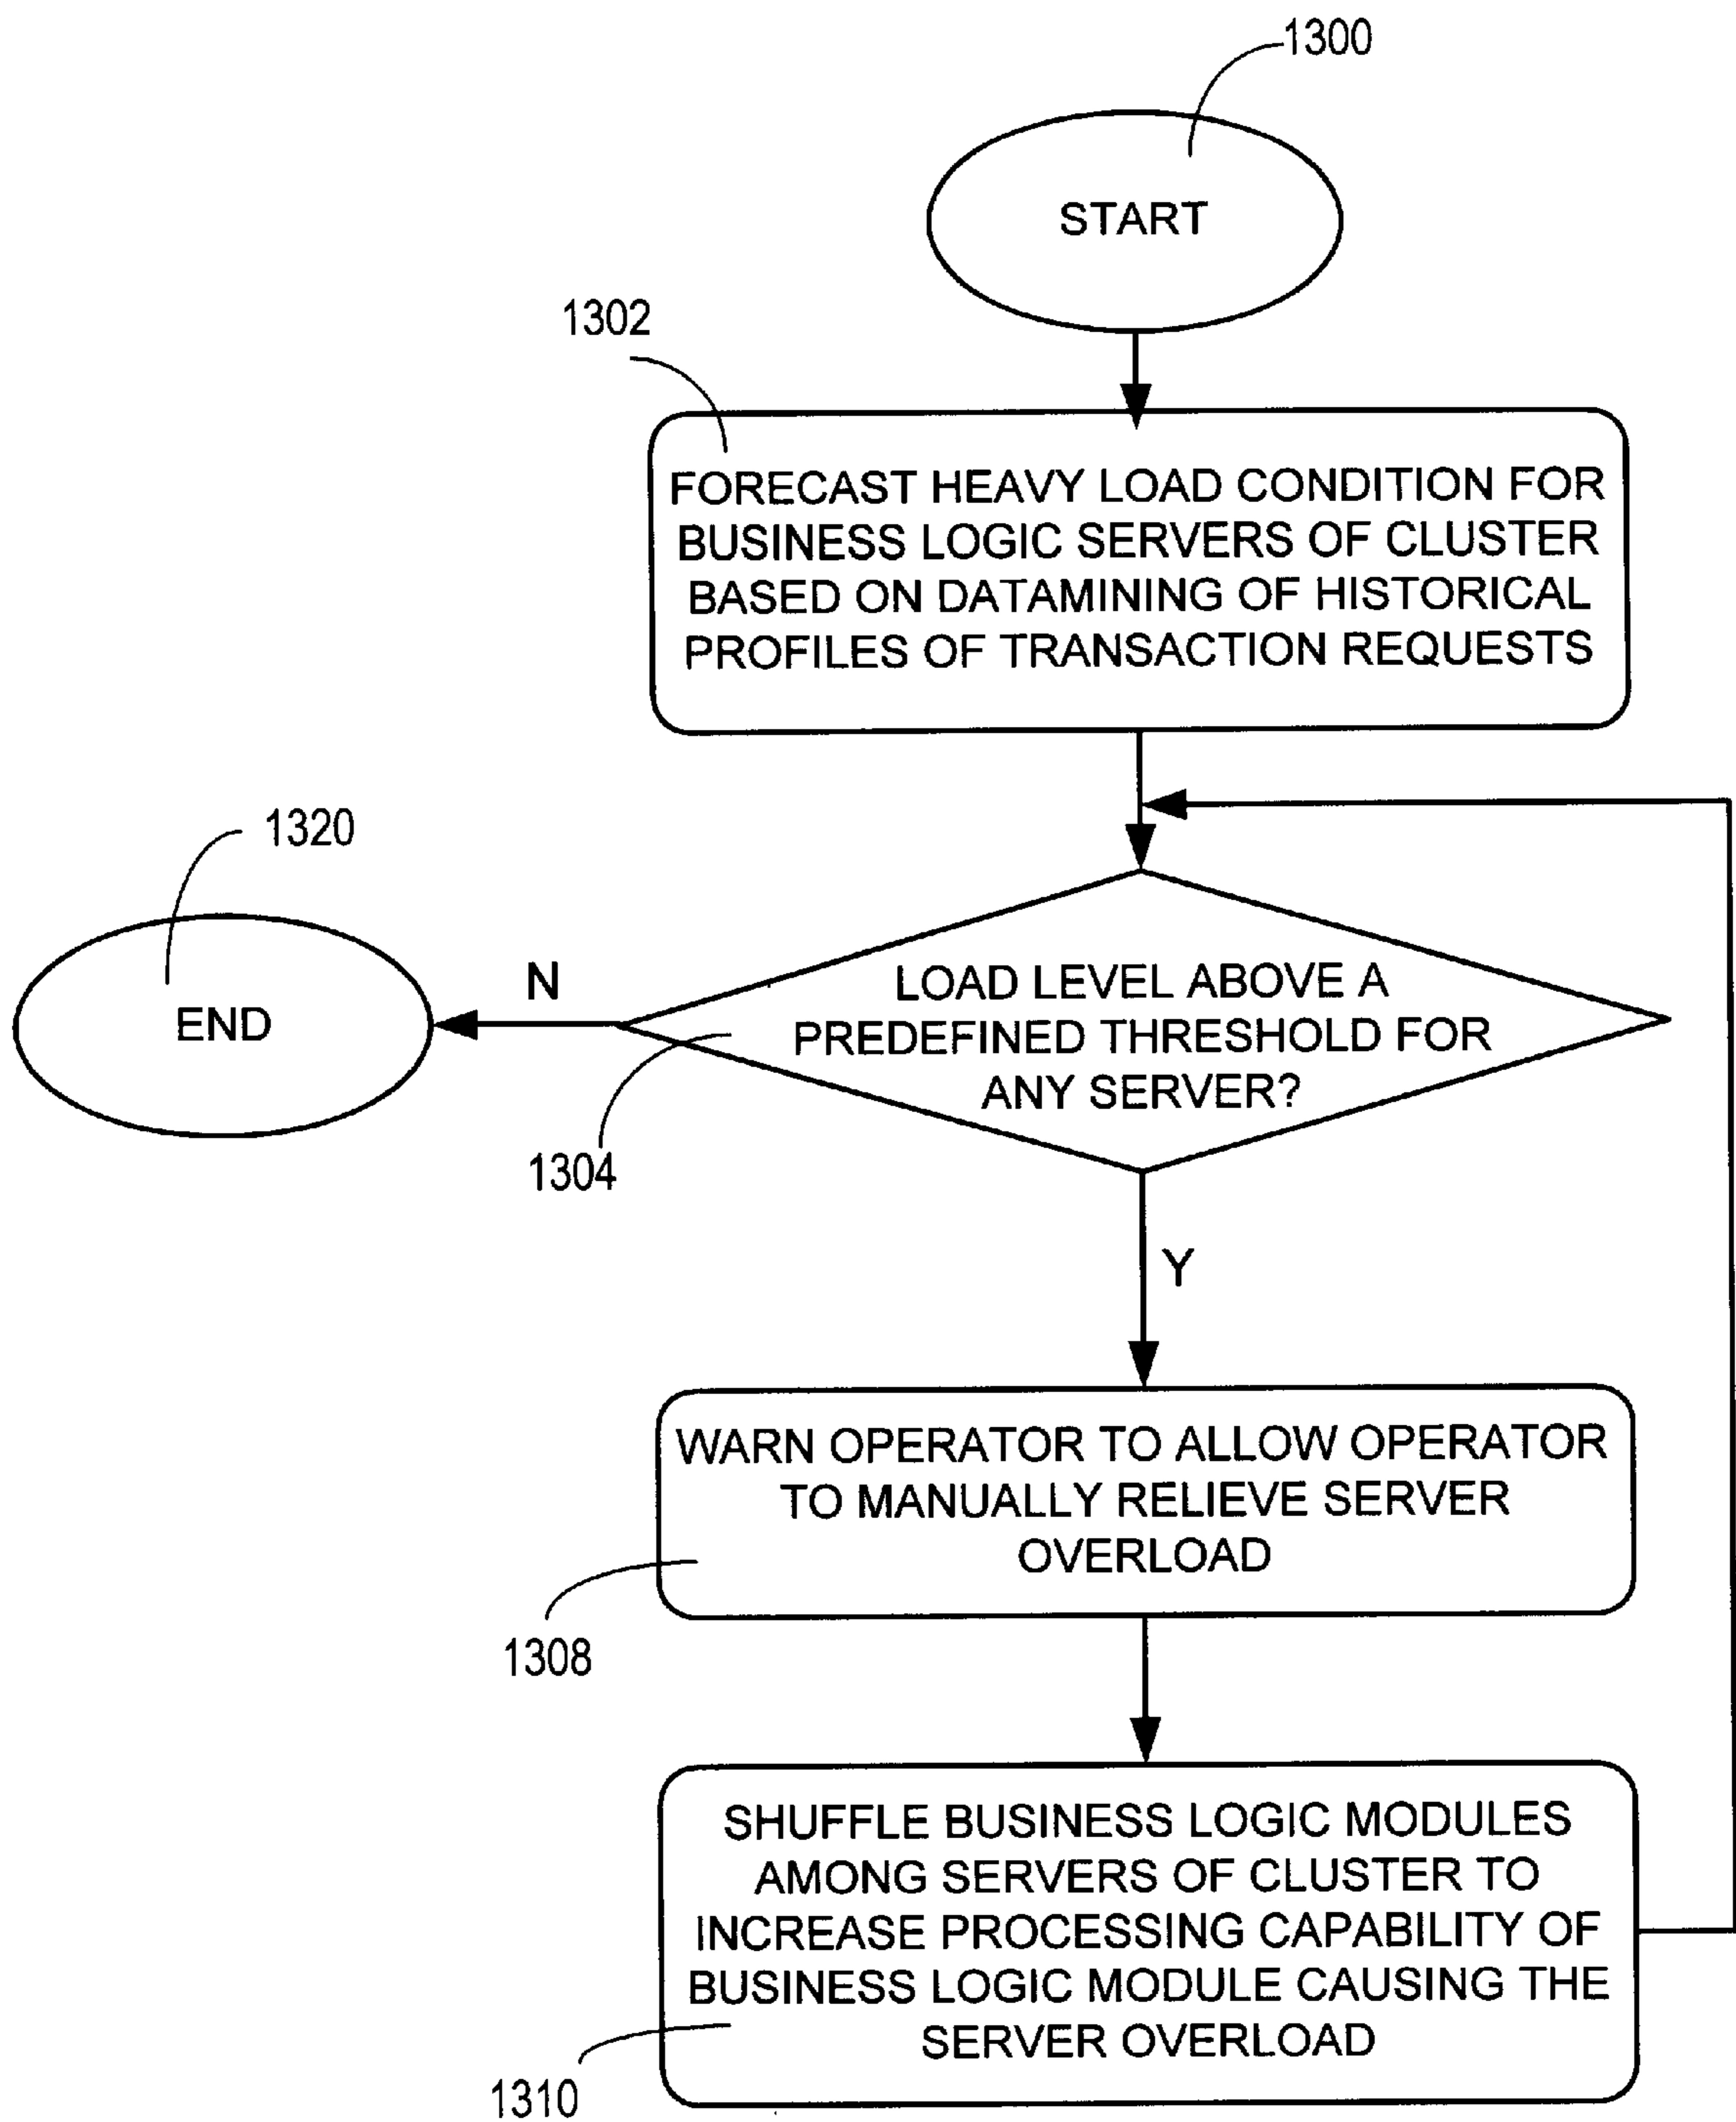 1300
START
1302
FORECAST HEAVY LOAD CONDITION FOR
BUSINESS LOGIC SERVERS OF CLUSTER
BASED ON DATAMINING OF HISTORICAL
PROFILES OF TRANSACTION REQUESTS
1320
END
N
LOAD LEVEL ABOVE A
PREDEFINED THRESHOLD FOR
ANY SERVER?
1304
Y
WARN OPERATOR TO ALLOW OPERATOR
TO MANUALLY RELIEVE SERVER
OVERLOAD
1308
SHUFFLE BUSINESS LOGIC MODULES
AMONG SERVERS OF CLUSTER TO
INCREASE PROCESSING CAPABILITY OF
BUSINESS LOGIC MODULE CAUSING THE
SERVER OVERLOAD
1310